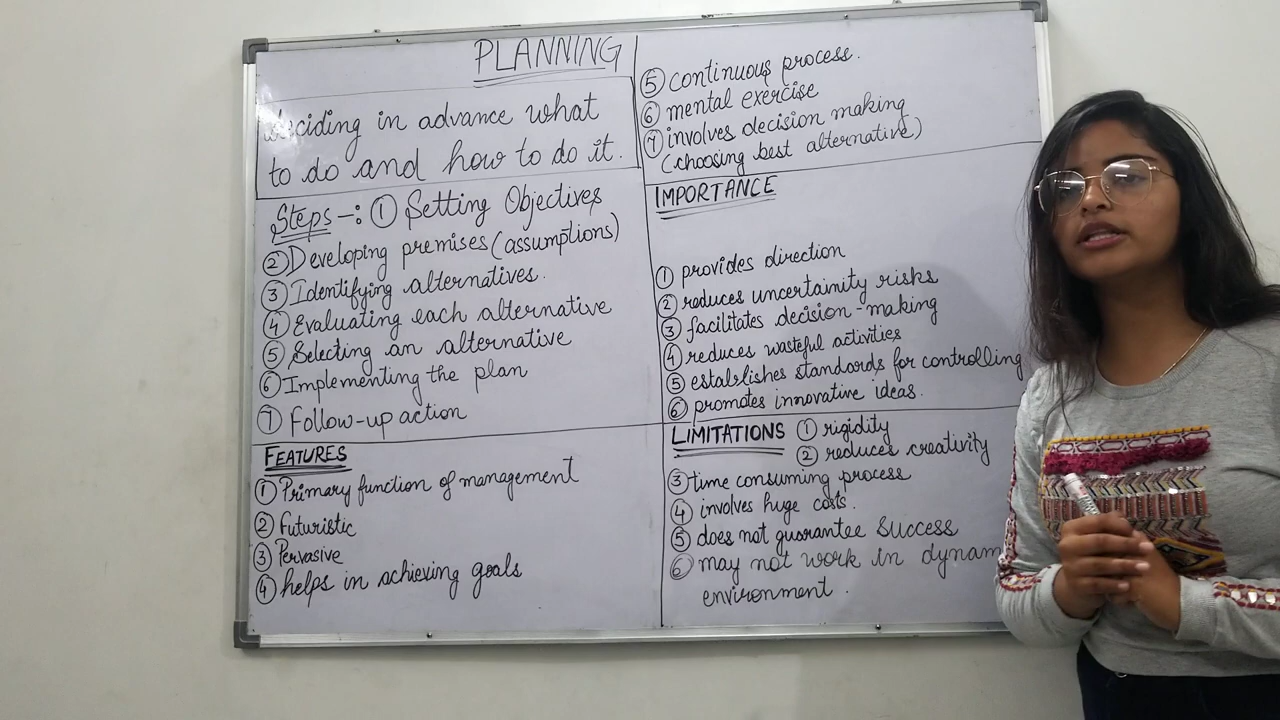 PLANNING
deciding in advance what
to do and how to do it.
Steps -: ① Setting Objectives
② Developing premises (assumptions)
③ Identifying alternatives.
④ Evaluating each alternative
⑤ Selecting an alternative
⑥ Implementing the plan
⑦ Follow-up action
FEATURES
① Primary function of management
② Futuristic
③ Pervasive
④ helps in achieving goals
⑤ continuous process.
⑥ mental exercise
⑦ involves decision making
(choosing best alternative)
IMPORTANCE
① provides direction
② reduces uncertainity risks
③ facilitates decision-making
④ reduces wasteful activities
⑤ establishes standards for controlling
⑥ promotes innovative ideas.
LIMITATIONS ① rigidity
② reduces creativity
③ time consuming process
④ involves huge costs.
⑤ does not guarantee success
⑥ may not work in dynam
environment.